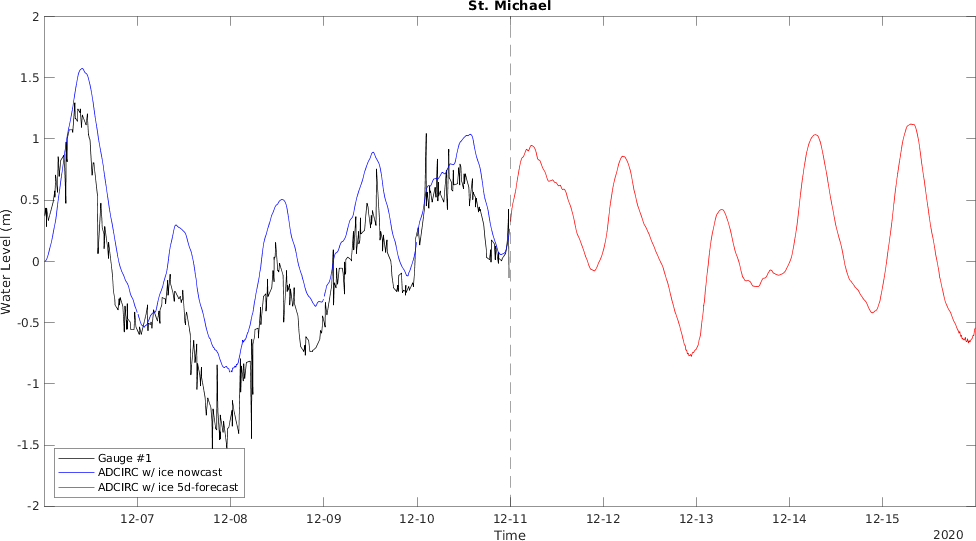 St. Michael
Water Level (m)
2
1.5
1
0.5
0
-0.5
-1
-1.5
-2
Gauge #1
ADCIRC w/ ice nowcast
ADCIRC w/ ice 5d-forecast
12-07 12-08 12-09 12-10 12-11 12-12 12-13 12-14 12-15
Time
2020